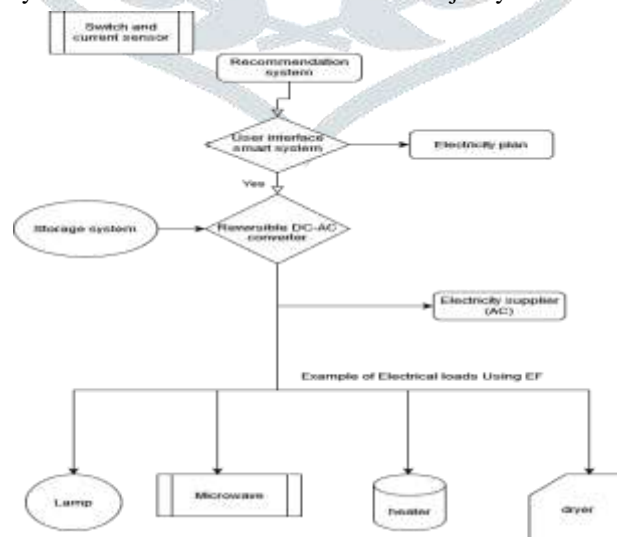 Switch and
current sensor
Recommendation
system
User interface
smart system
Electricity plan
Yes
Storage system
Reversible DC-AC
converter
Electricity supplier
(AC)
Example of Electrical loads Using EF
Lamp
Microwave
heater
dryer